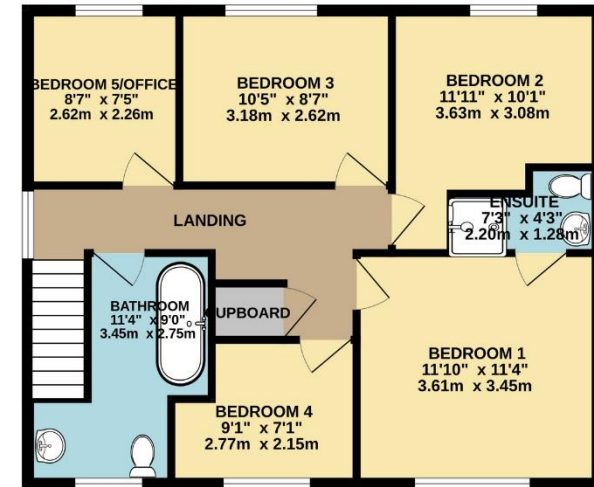 BEDROOM 5/OFFICE
8'7" x 7'5"
2.62m x 2.26m
BEDROOM 3
10'5" x 8'7"
3.18m x 2.62m
BEDROOM 2
11'11" x 10'1"
3.63m x 3.08m
LANDING
ENSUITE
7'3" x 4'3"
2.20m x 1.28m
BATHROOM
11'4" x 9'0"
3.45m x 2.75m
CUPBOARD
BEDROOM 1
11'10" x 11'4"
3.61m x 3.45m
BEDROOM 4
9'1" x 7'1"
2.77m x 2.15m